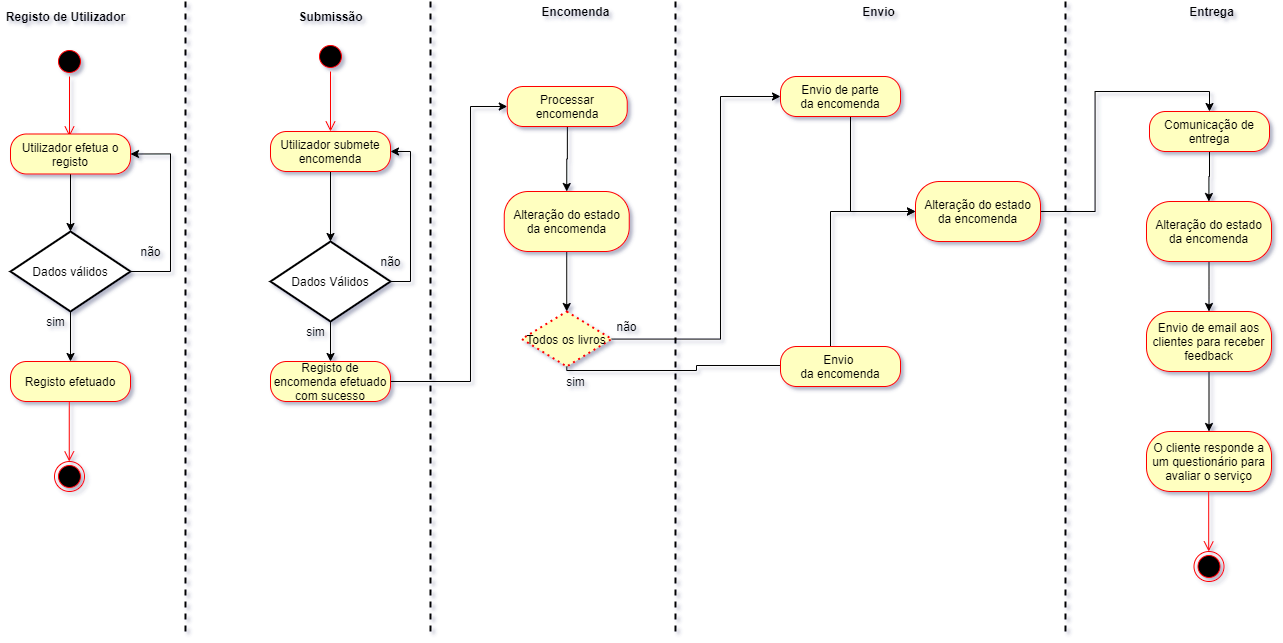 Registo de Utilizador
Utilizador efetua o
registo
Dados válidos
não
sim
Registo efetuado
Submissão
Utilizador submete
encomenda
Dados Válidos
não
sim
Registo de
encomenda efetuado
com sucesso
Encomenda
Processar
encomenda
Alteração do estado
da encomenda
Todos os livros
não
sim
Envio
Envio de parte
da encomenda
Alteração do estado
da encomenda
Envio
da encomenda
Entrega
Comunicação de
entrega
Alteração do estado
da encomenda
Envio de email aos
clientes para receber
feedback
O cliente responde a
um questionário para
avaliar o serviço